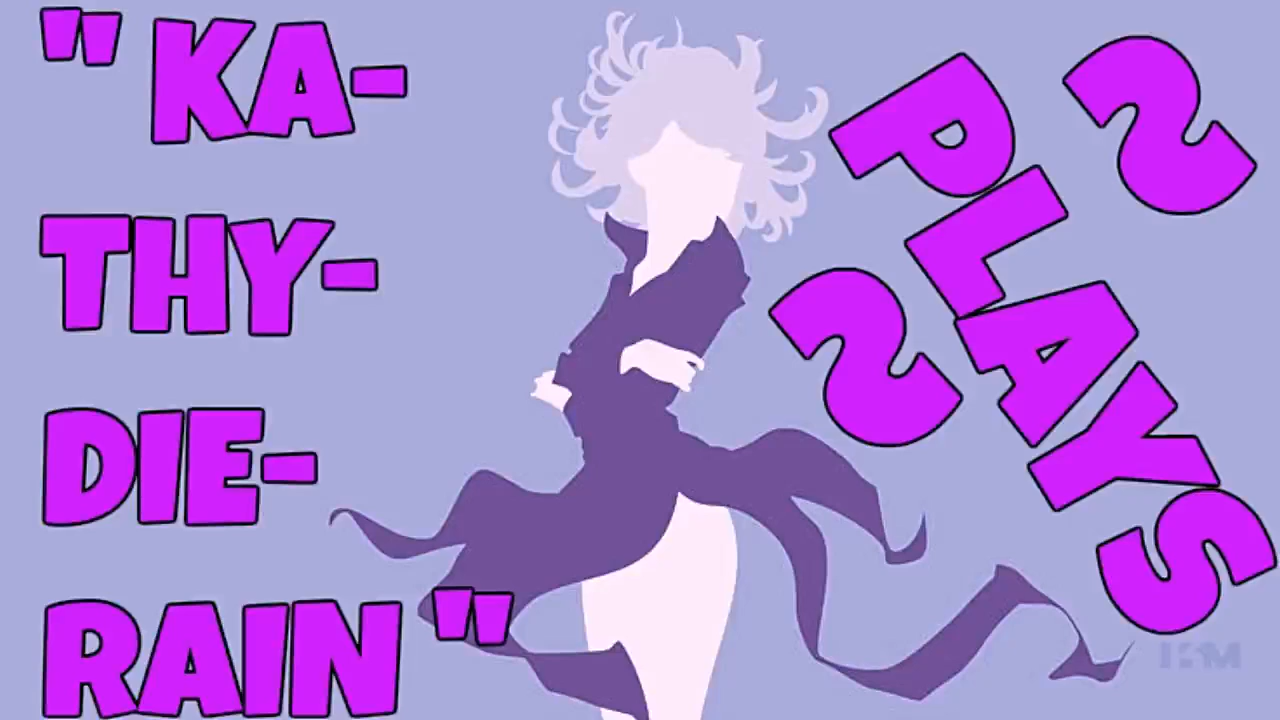 " KA-
THY-
DIE-
RAIN "
S
PLAYS
S